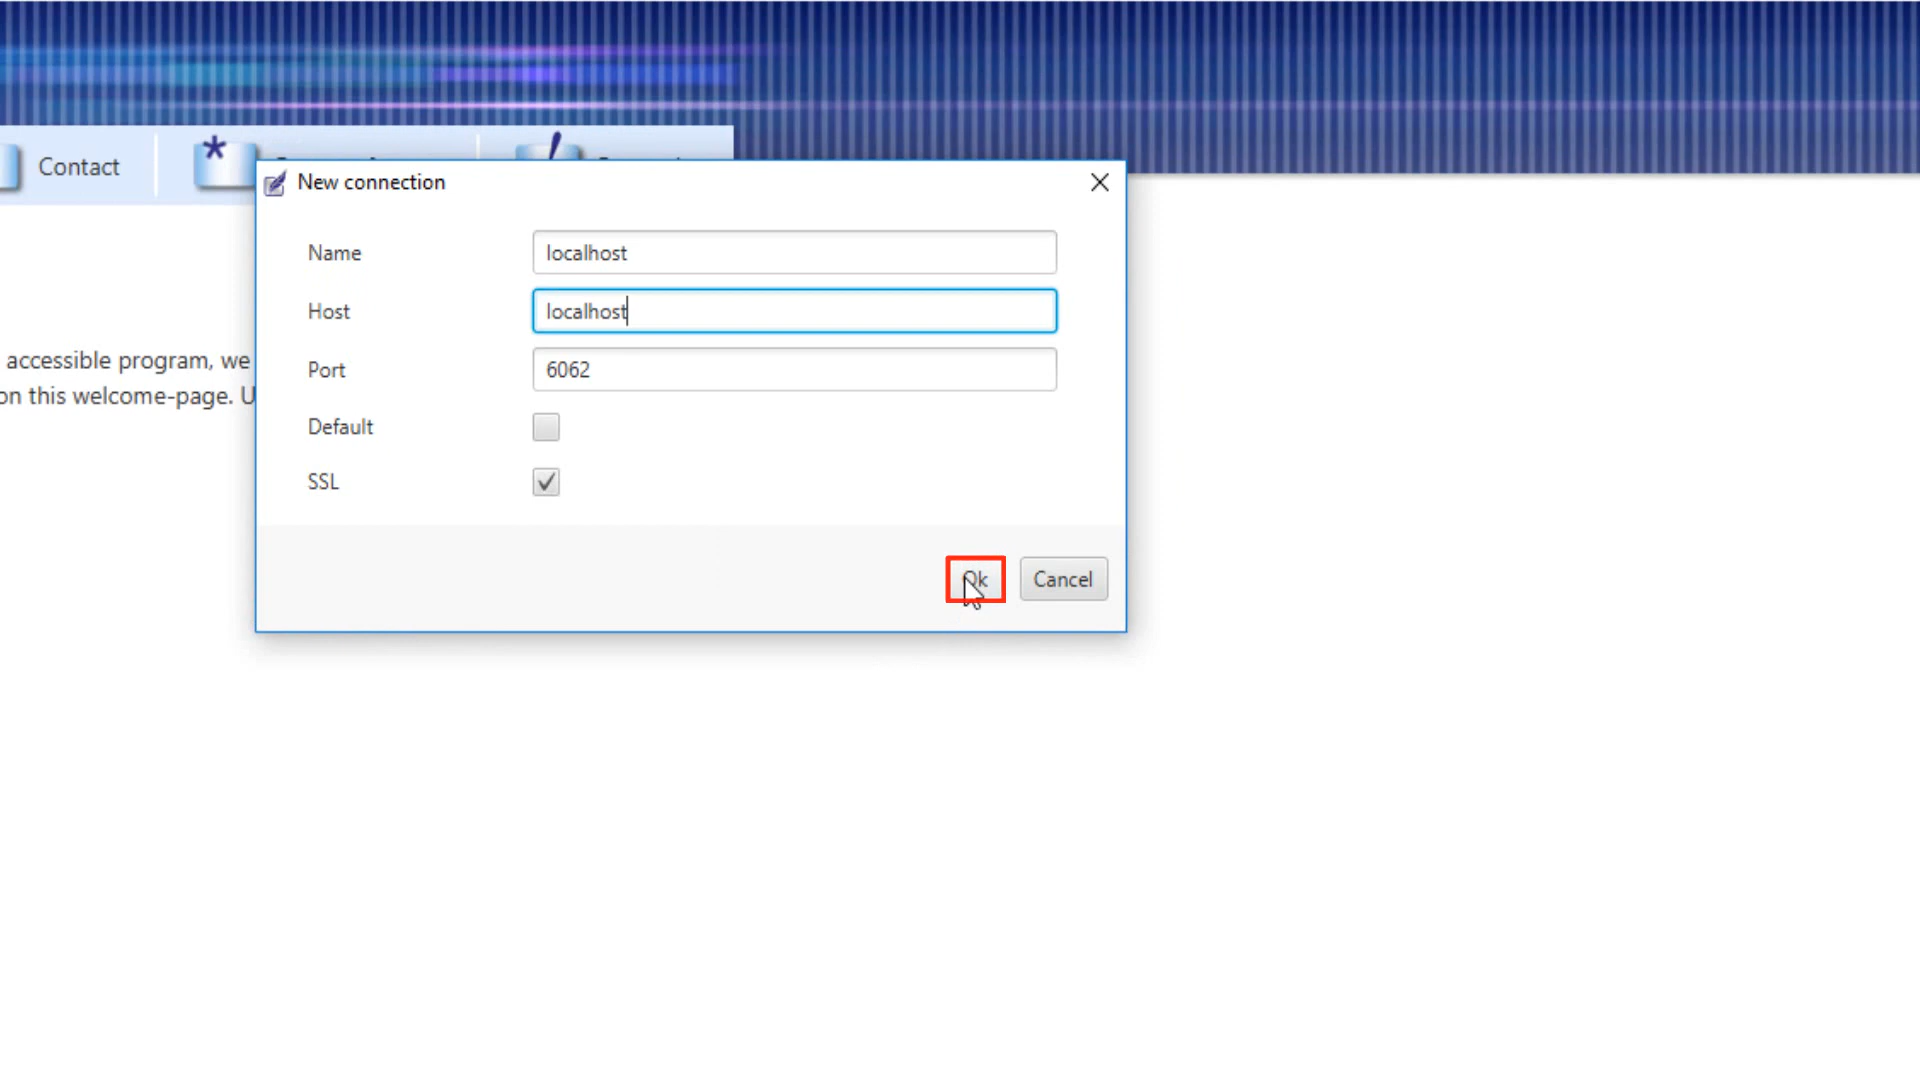 Contact
New connection
Name
localhost
Host
localhost
accessible program, we
Port
6062
on this welcome-page. U
Default
SSL
Ok
Cancel